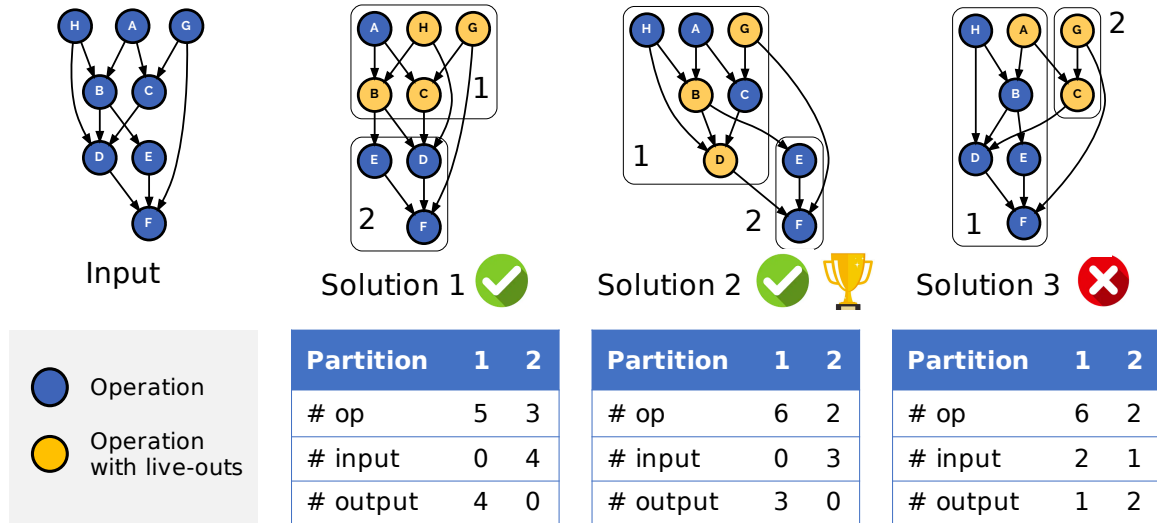 H A G
B C
D E
F
Input
A H G
B C
1
E D
2
F
Solution 1
H A G
B C
1
D
E
2
F
Solution 2
H A G
2
B C
D E
1
F
Solution 3
Operation
Operation
with live-outs
Partition 1 2
# op 5 3
# input 0 4
# output 4 0
Partition 1 2
# op 6 2
# input 0 3
# output 3 0
Partition 1 2
# op 6 2
# input 2 1
# output 1 2